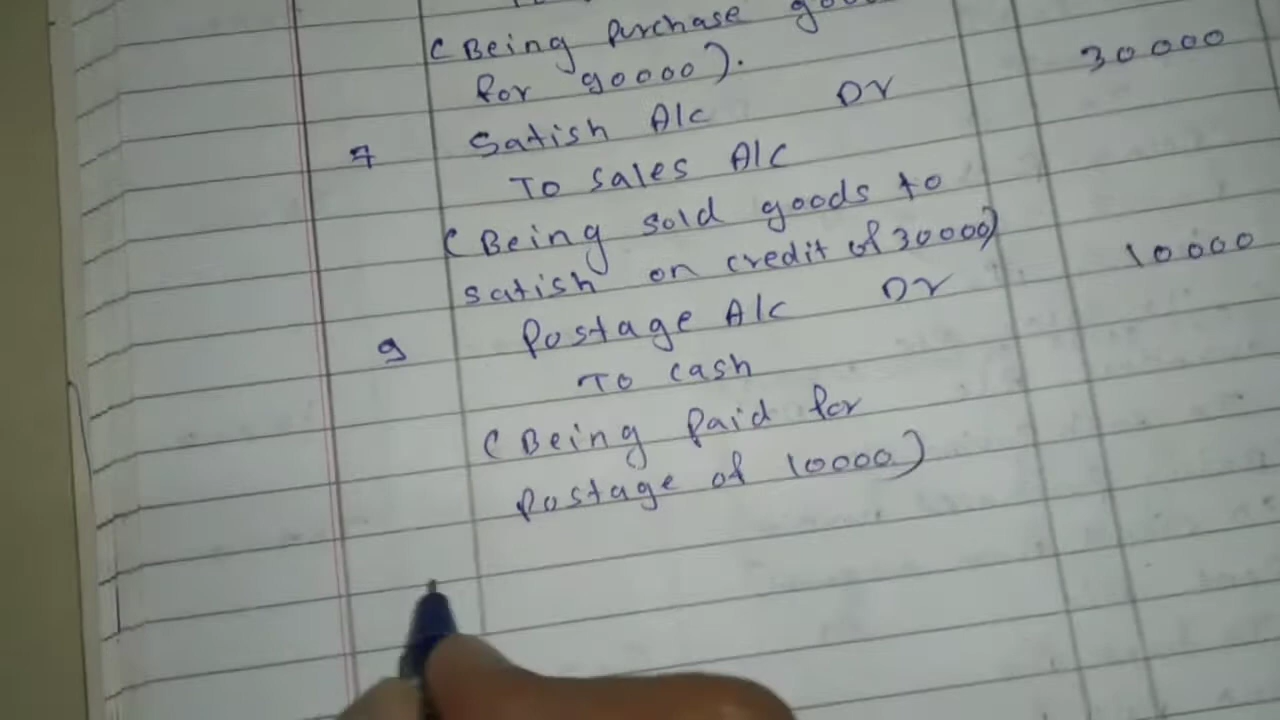 (Being purchase
for 90000).
7 Satish A/c Dr 30000
To sales A/c
(Being sold goods to
satish on credit of 30000)
9 Postage A/c Dr 10000
To cash
(Being Paid for
Postage of 10000)